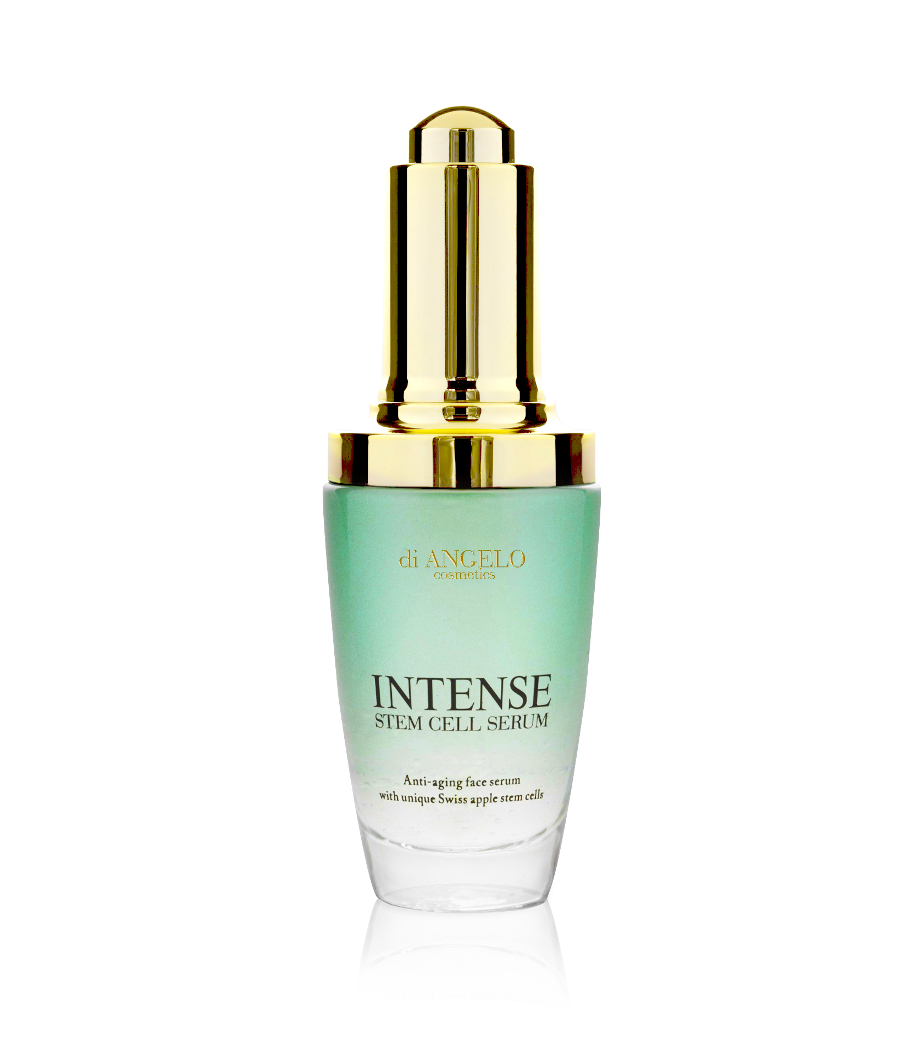 di ANGELO
cosmetics
INTENSE
STEM CELL SERUM
Anti-aging face serum
with unique Swiss apple stem cells